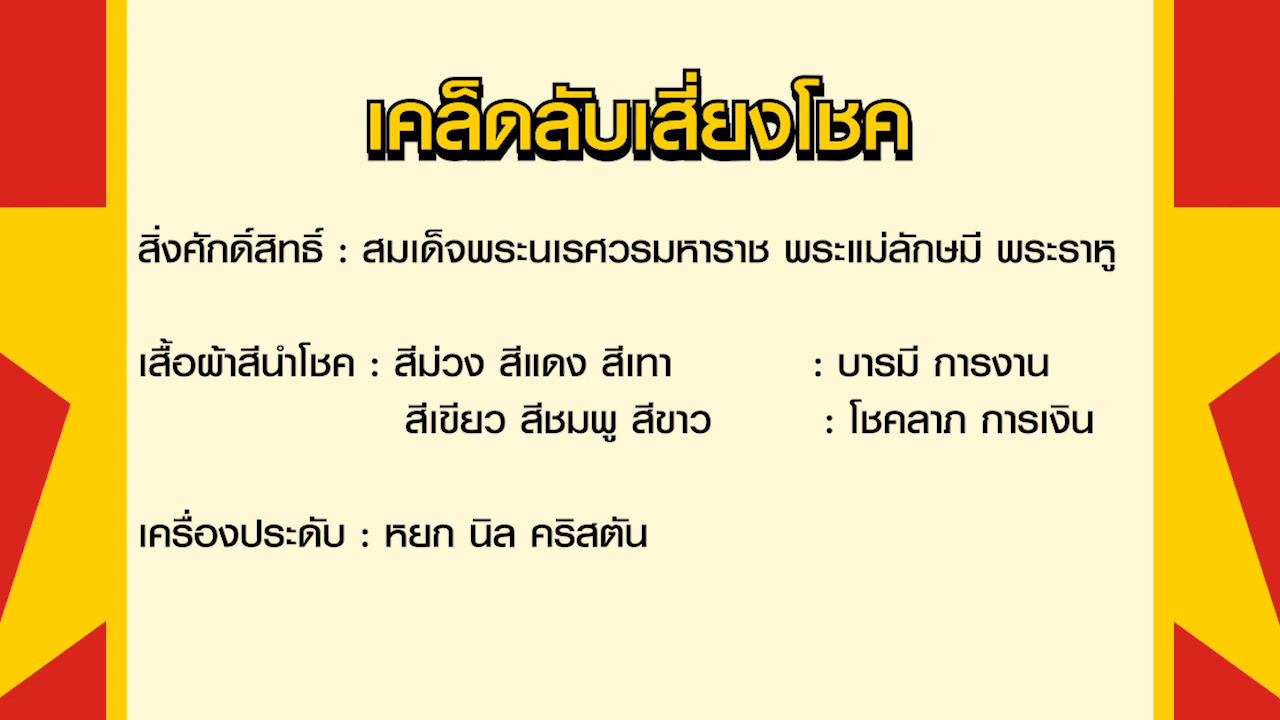 เคล็ดลับเสี่ยงโชค
สิ่งศักดิ์สิทธิ์ : สมเด็จพระนเรศวรมหาราช พระแม่ลักษมี พระราหู
เสื้อผ้าสีนำโชค : สีม่วง สีแดง สีเทา : บารมี การงาน
สีเขียว สีชมพู สีขาว : โชคลาภ การเงิน
เครื่องประดับ : หยก นิล คริสตัน